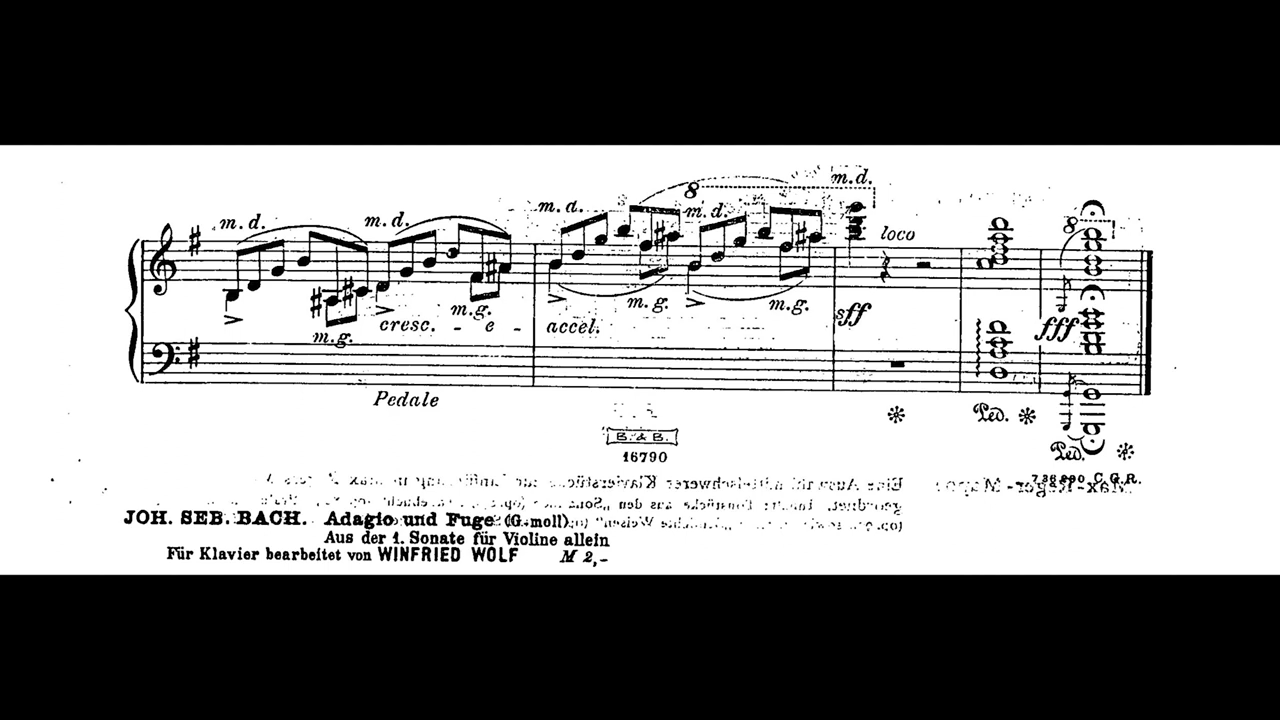 8 m. d.
m. d. m. d. m. d. m. d. loco 8
m. g. m. g. m. g. m. g.
cresc. - e - accel. sff fff
Pedale Ped. Ped.
B. & B.
16790
C. G. R.
JOH. SEB. BACH. Adagio und Fuge (G-moll)
Aus der 1. Sonate für Violine allein
Für Klavier bearbeitet von WINFRIED WOLF M 2,-